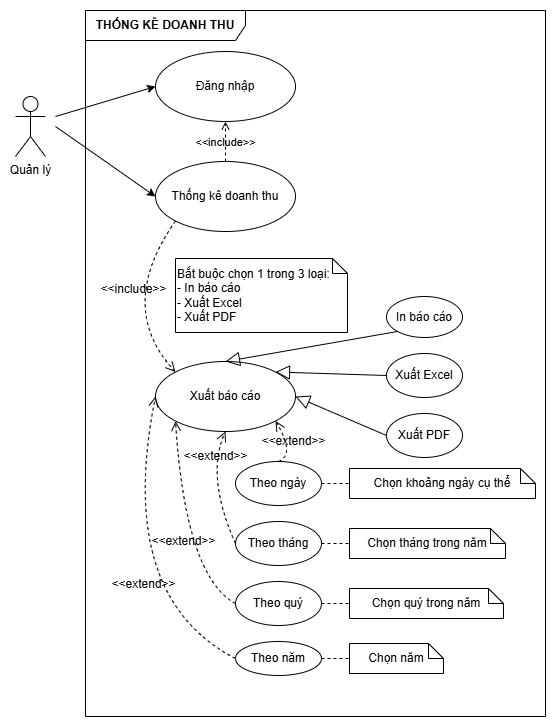 THỐNG KÊ DOANH THU
Đăng nhập
<<include>>
Quản lý
Thống kê doanh thu
<<include>>
Bắt buộc chọn 1 trong 3 loại:
- In báo cáo
- Xuất Excel
- Xuất PDF
In báo cáo
Xuất Excel
Xuất báo cáo
Xuất PDF
<<extend>>
<<extend>>
Theo ngày
Chọn khoảng ngày cụ thể
<<extend>>
Theo tháng
Chọn tháng trong năm
<<extend>>
Theo quý
Chọn quý trong năm
Theo năm
Chọn năm